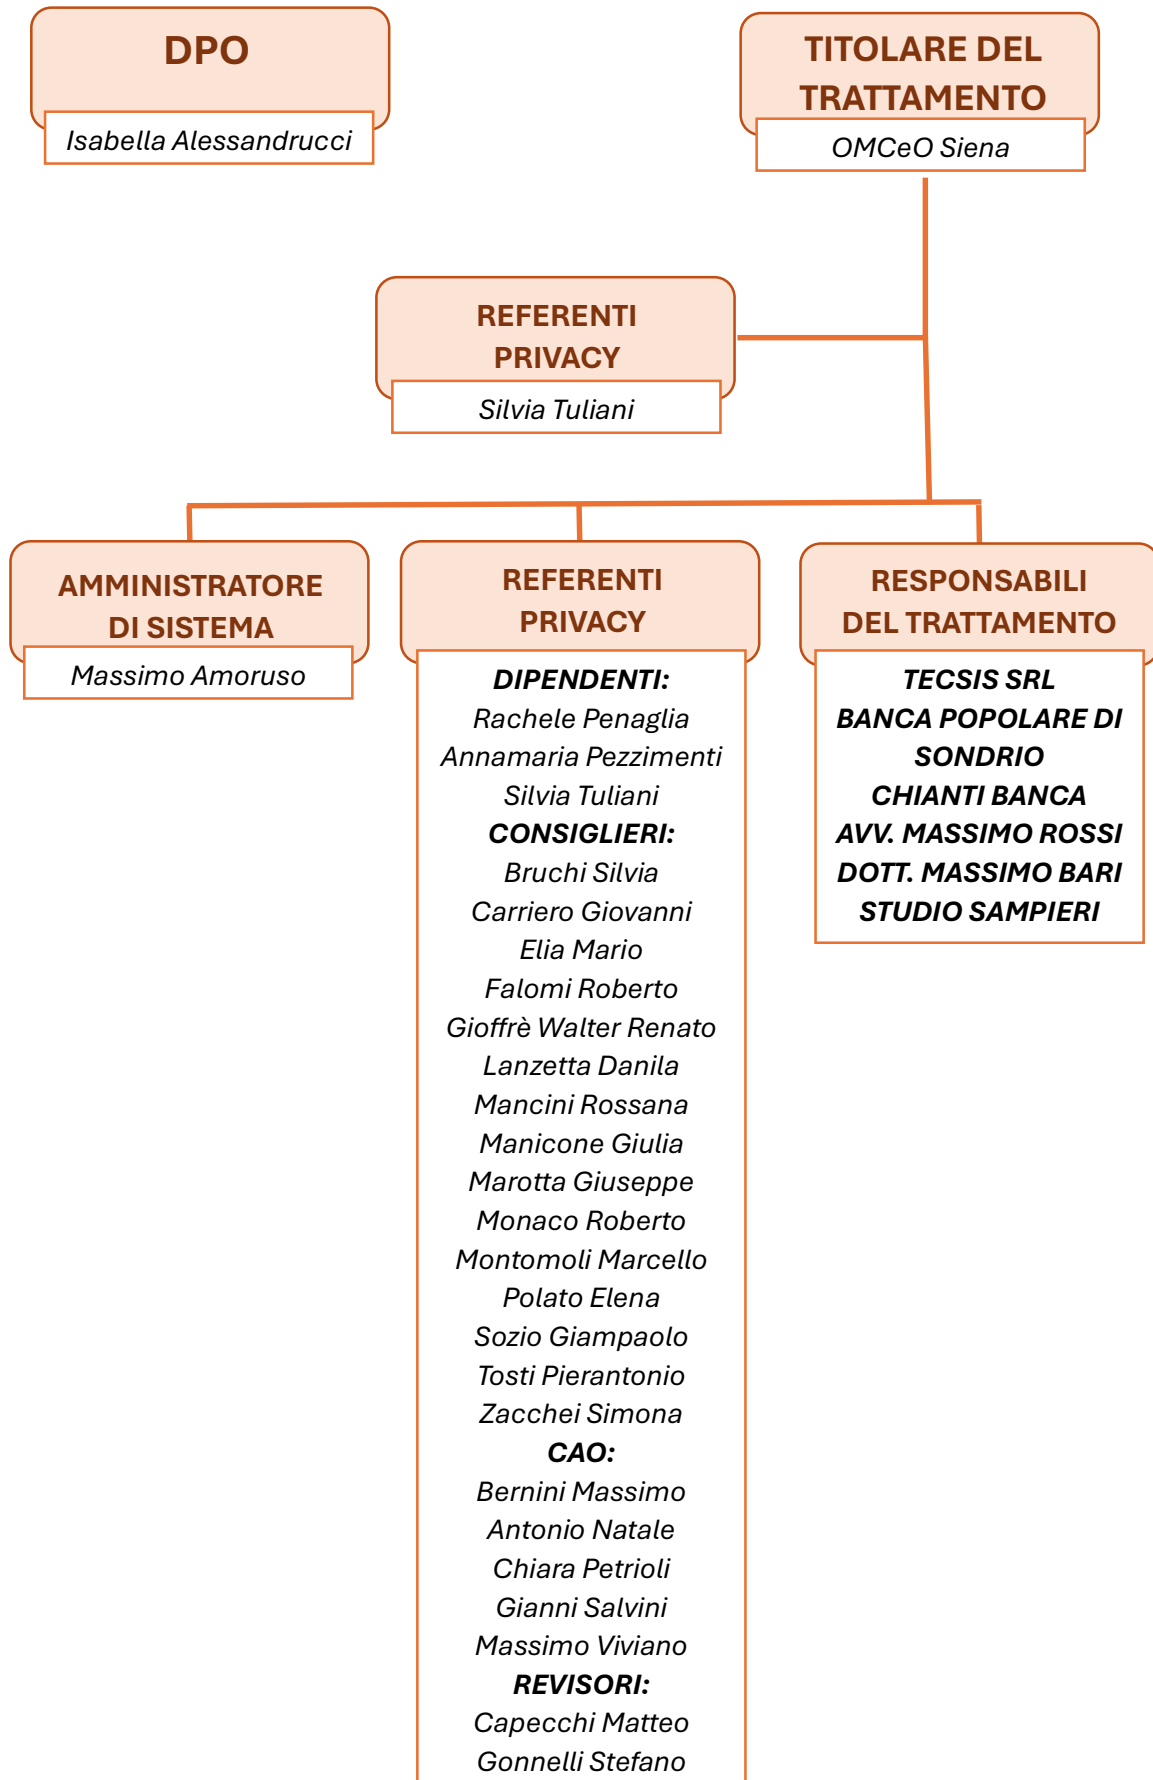 DPO
Isabella Alessandrucci
TITOLARE DEL
TRATTAMENTO
OMCeO Siena
REFERENTI
PRIVACY
Silvia Tuliani
AMMINISTRATORE
DI SISTEMA
Massimo Amoruso
REFERENTI
PRIVACY
DIPENDENTI:
Rachele Penaglia
Annamaria Pezzimenti
Silvia Tuliani
CONSIGLIERI:
Bruchi Silvia
Carriero Giovanni
Elia Mario
Falomi Roberto
Gioffrè Walter Renato
Lanzetta Danila
Mancini Rossana
Manicone Giulia
Marotta Giuseppe
Monaco Roberto
Montomoli Marcello
Polato Elena
Sozio Giampaolo
Tosti Pierantonio
Zacchei Simona
CAO:
Bernini Massimo
Antonio Natale
Chiara Petrioli
Gianni Salvini
Massimo Viviano
REVISORI:
Capecchi Matteo
Gonnelli Stefano
RESPONSABILI
DEL TRATTAMENTO
TECSIS SRL
BANCA POPOLARE DI
SONDRIO
CHIANTI BANCA
AVV. MASSIMO ROSSI
DOTT. MASSIMO BARI
STUDIO SAMPIERI